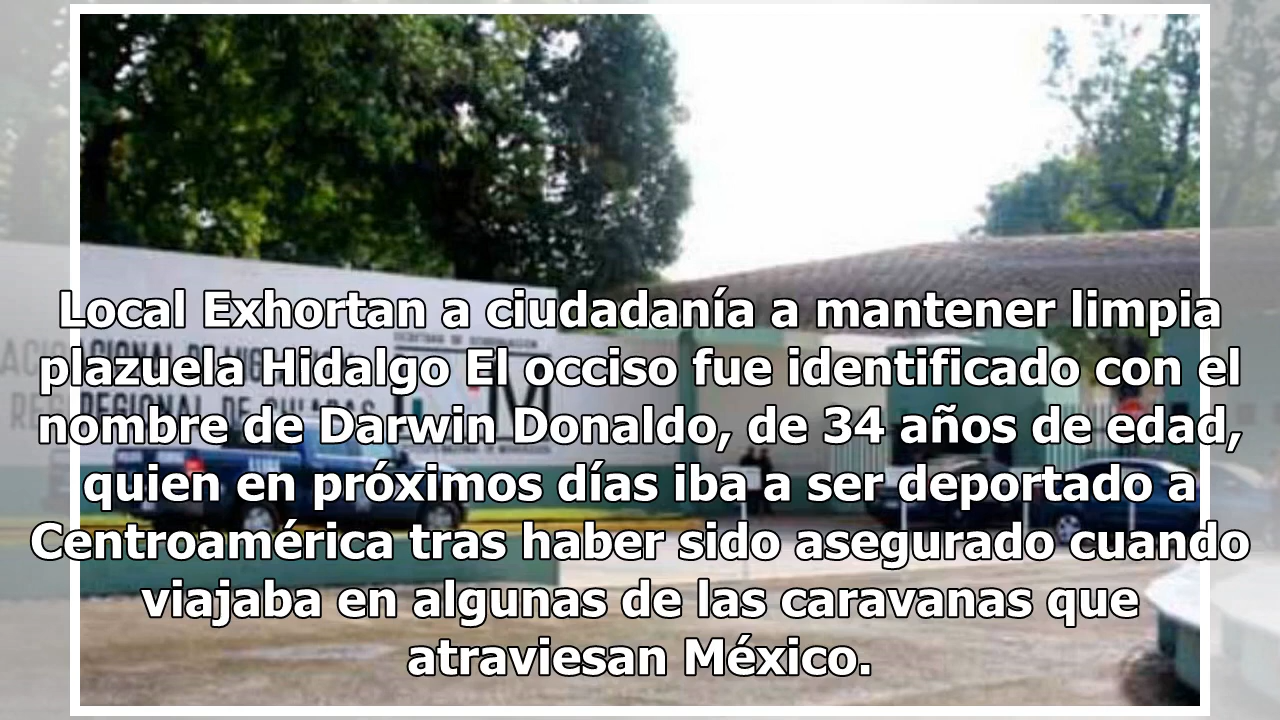 Local Exhortan a ciudadanía a mantener limpia
plazuela Hidalgo El occiso fue identificado con el
nombre de Darwin Donaldo, de 34 años de edad,
quien en próximos días iba a ser deportado a
Centroamérica tras haber sido asegurado cuando
viajaba en algunas de las caravanas que
atraviesan México.